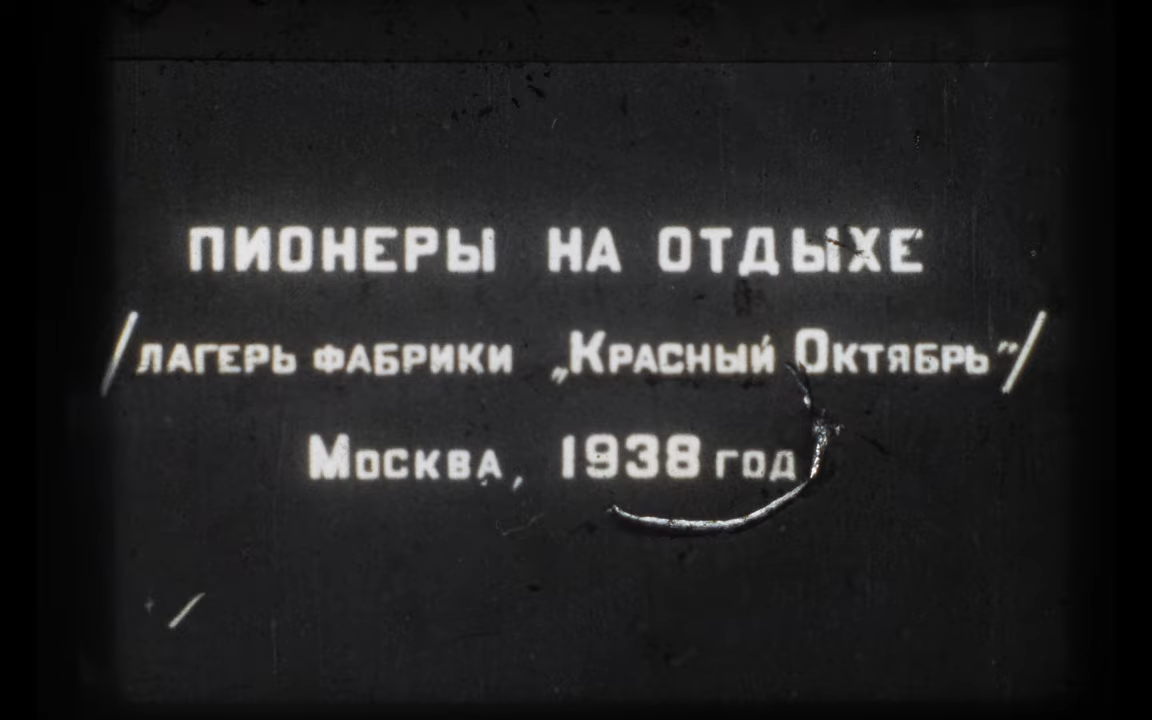 ПИОНЕРЫ НА ОТДЫХЕ
/ЛАГЕРЬ ФАБРИКИ „КРАСНЫЙ ОКТЯБРЬ"/
МОСКВА, 1938 ГОД